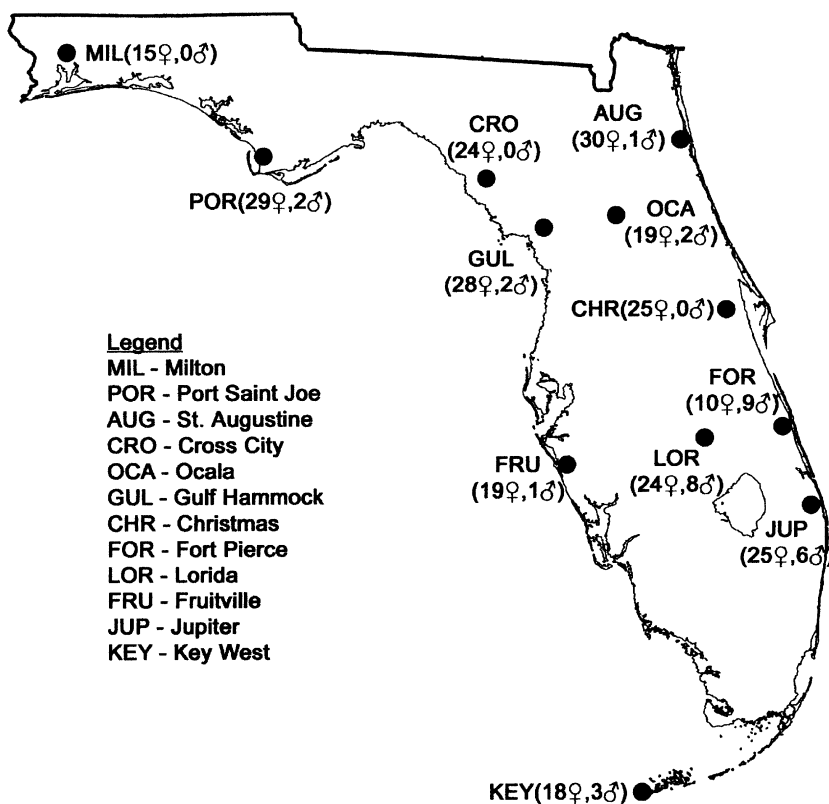 MIL(15♀,0♂)
CRO
(24♀,0♂)
AUG
(30♀,1♂)
POR(29♀,2♂)
OCA
(19♀,2♂)
GUL
(28♀,2♂)
CHR(25♀,0♂)
Legend
MIL - Milton
POR - Port Saint Joe
AUG - St. Augustine
CRO - Cross City
OCA - Ocala
GUL - Gulf Hammock
CHR - Christmas
FOR - Fort Pierce
LOR - Lorida
FRU - Fruitville
JUP - Jupiter
KEY - Key West
FOR
(10♀,9♂)
FRU
(19♀,1♂)
LOR
(24♀,8♂)
JUP
(25♀,6♂)
KEY(18♀,3♂)